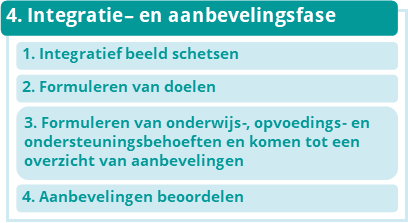 4. Integratie– en aanbevelingsfase
1. Integratief beeld schetsen
2. Formuleren van doelen
3. Formuleren van onderwijs-, opvoedings- en
ondersteuningsbehoeften en komen tot een
overzicht van aanbevelingen
4. Aanbevelingen beoordelen